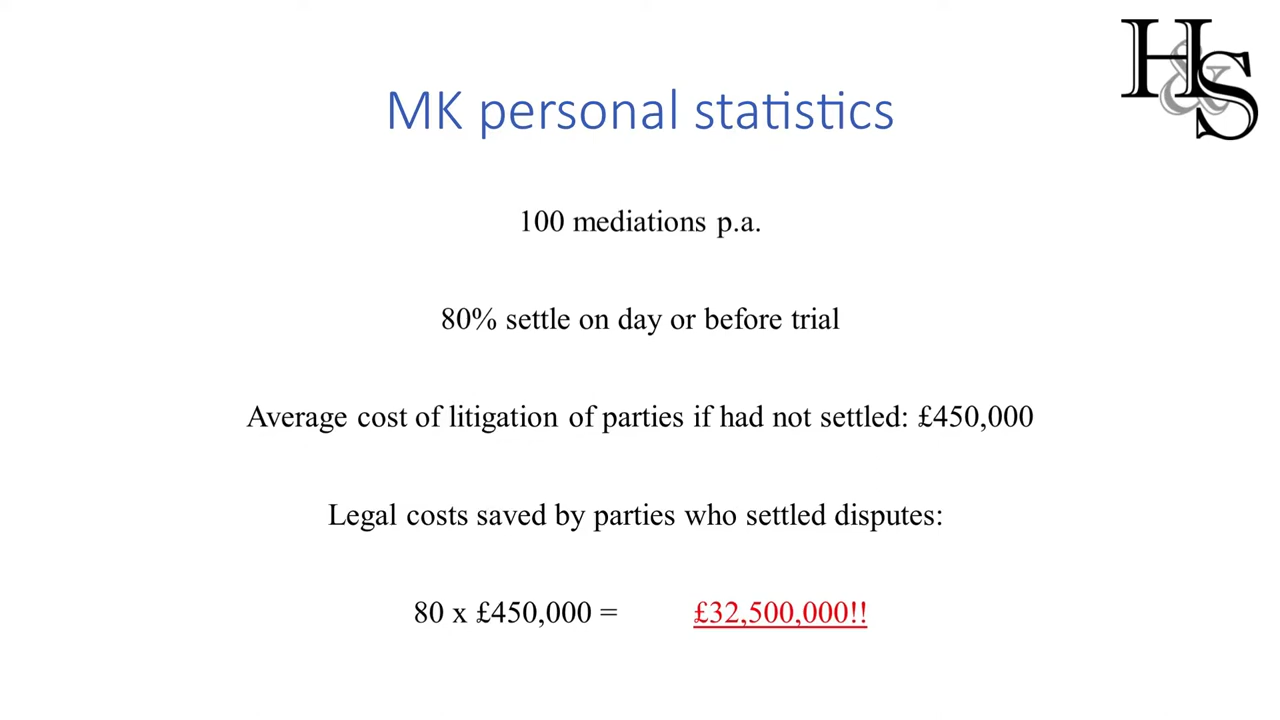 H&S
MK personal statistics
100 mediations p.a.
80% settle on day or before trial
Average cost of litigation of parties if had not settled: £450,000
Legal costs saved by parties who settled disputes:
80 x £450,000 = £32,500,000!!